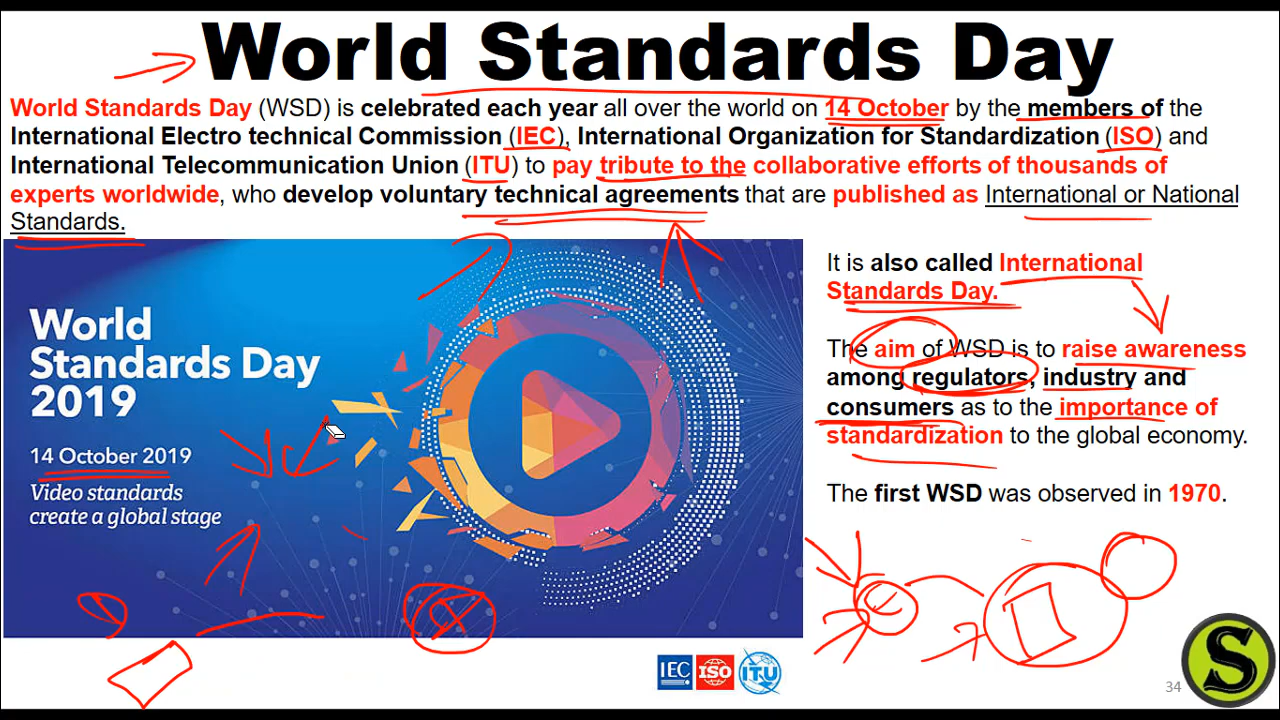 World Standards Day
World Standards Day (WSD) is celebrated each year all over the world on 14 October by the members of the
International Electro technical Commission (IEC), International Organization for Standardization (ISO) and
International Telecommunication Union (ITU) to pay tribute to the collaborative efforts of thousands of
experts worldwide, who develop voluntary technical agreements that are published as International or National
Standards.
World
Standards Day
2019
14 October 2019
Video standards
create a global stage
It is also called International
Standards Day.
The aim of WSD is to raise awareness
among regulators, industry and
consumers as to the importance of
standardization to the global economy.
The first WSD was observed in 1970.
IEC ISO ITU
34
S